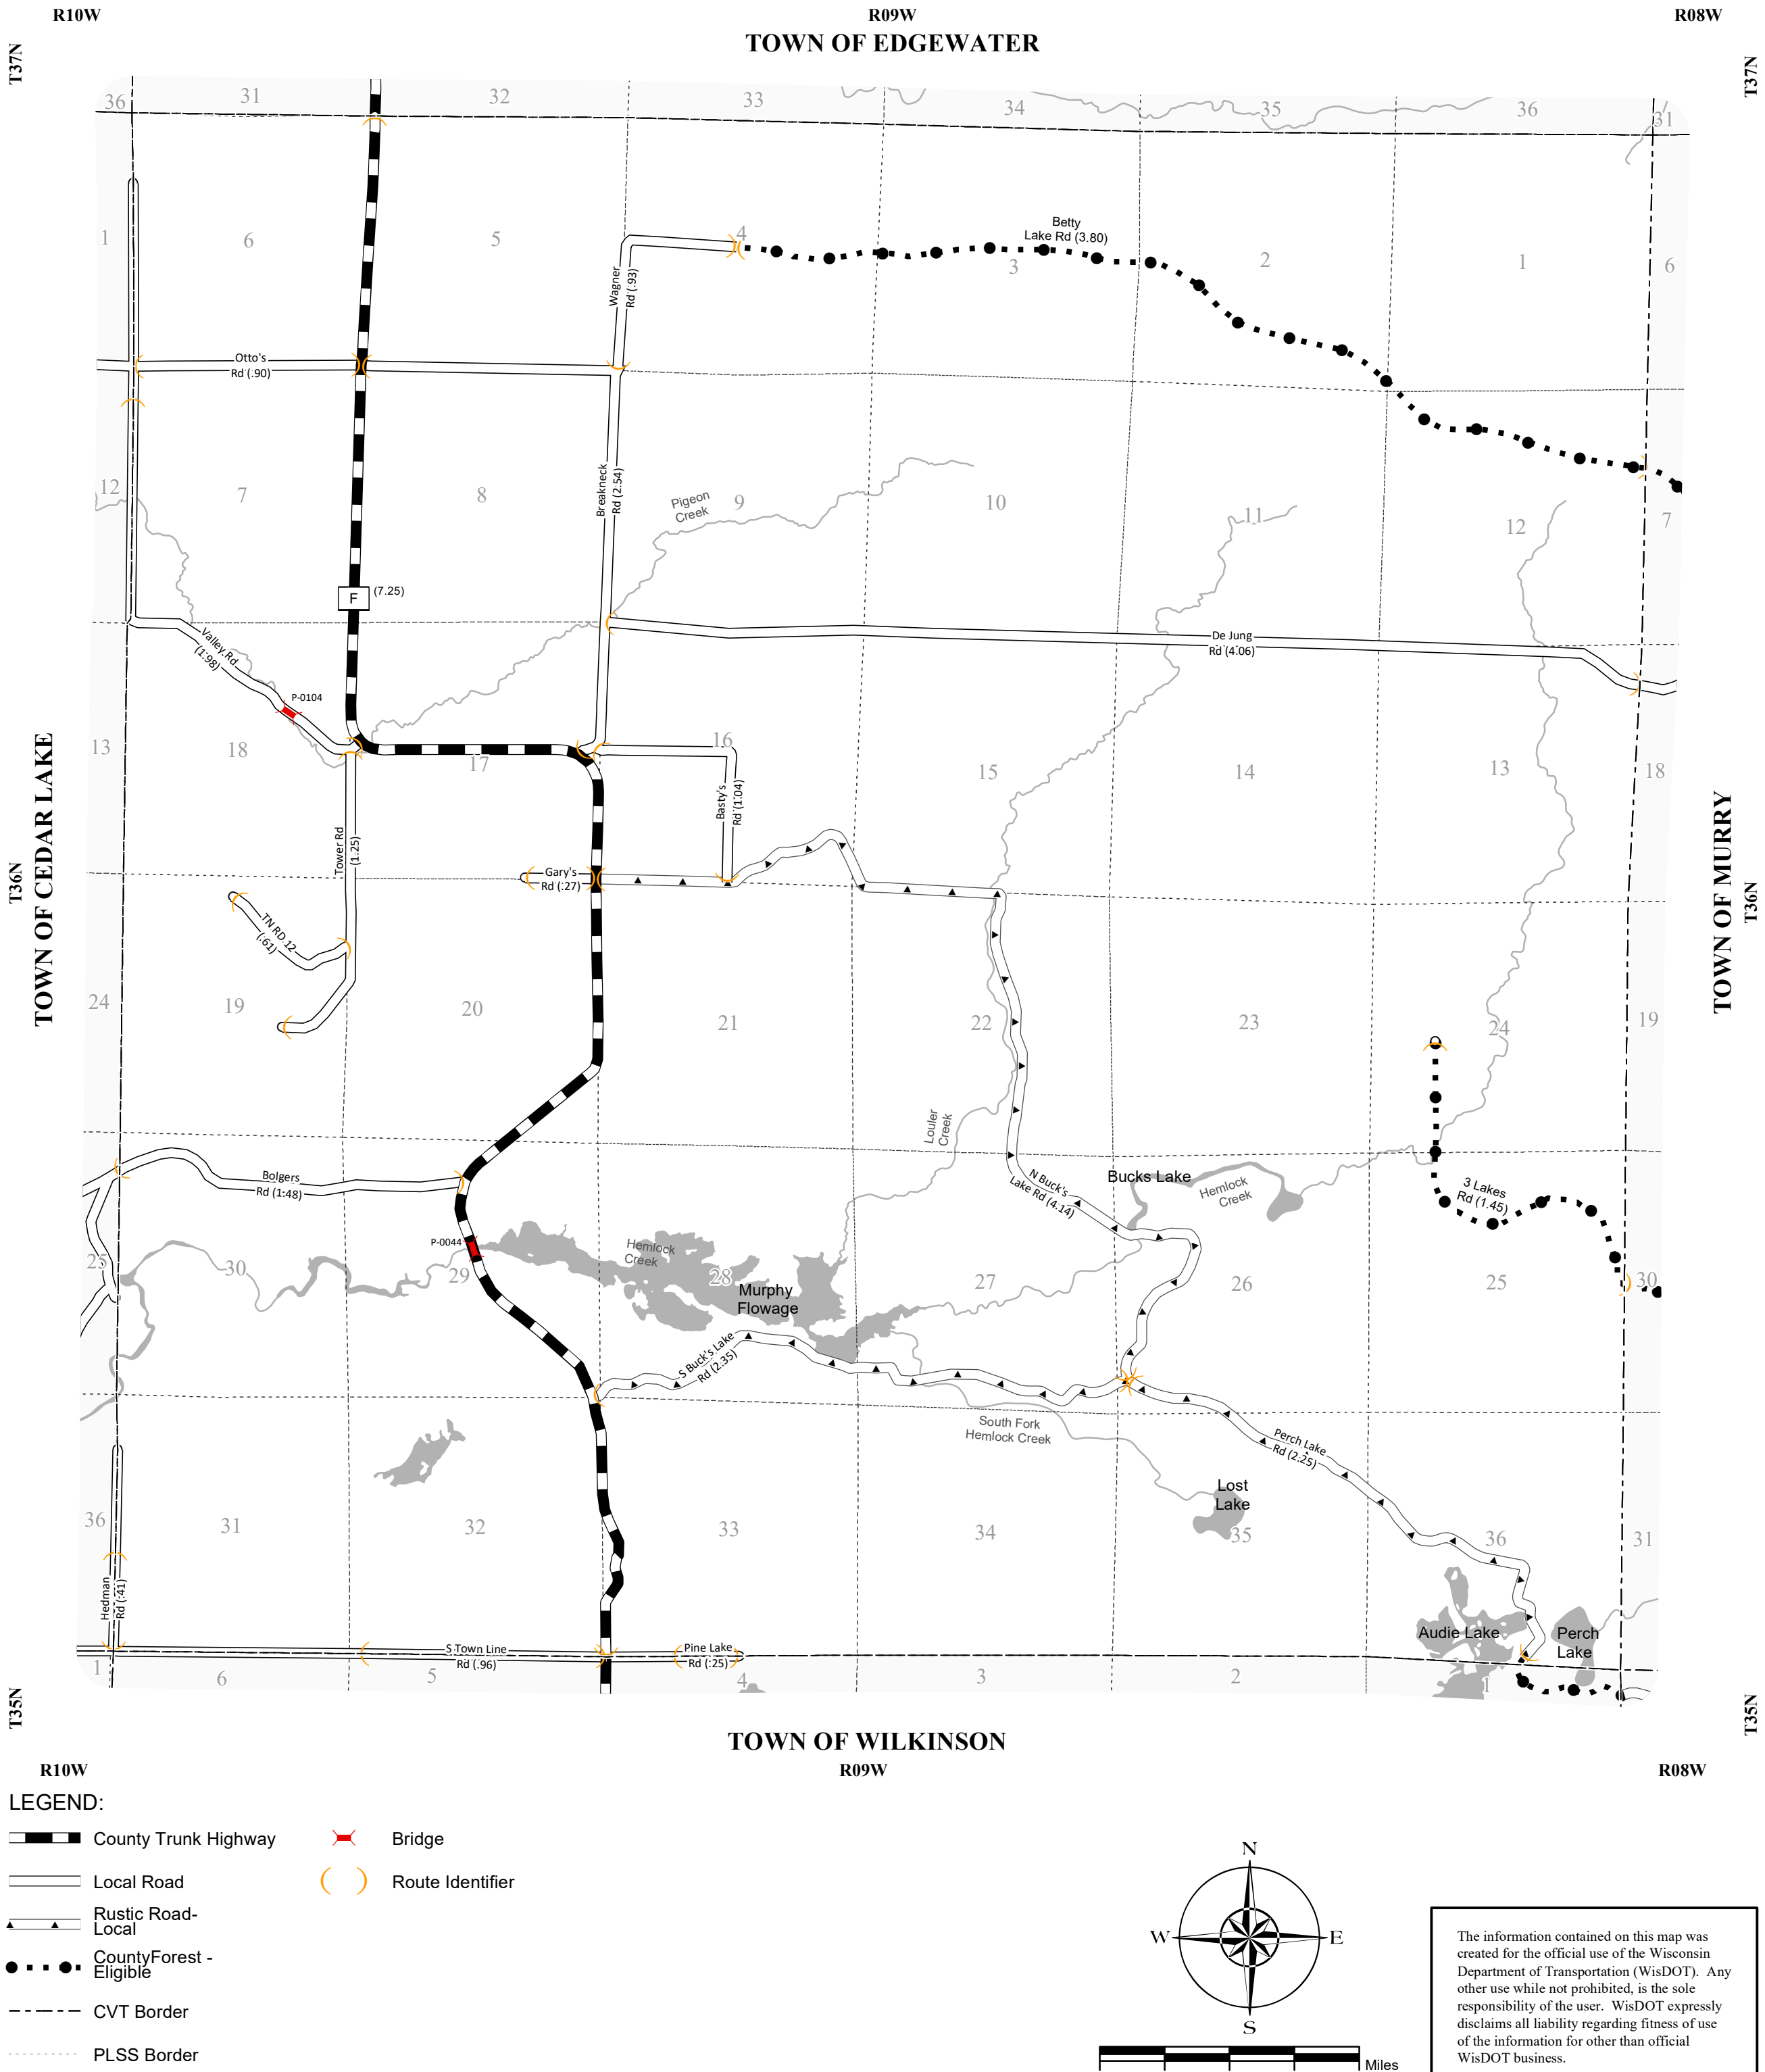 R10W R09W R08W
TOWN OF EDGEWATER
T37N T37N
36 31 32 33 34 35 36 31
1 6 5 4 3 2 1 6
Betty
Lake Rd (3.80)
Wagner
Rd (.93)
Otto's
Rd (.90)
12 7 8 9 10 11 12 7
Breakneck
Rd (2.54)
Pigeon
Creek
F (7.25)
Valley Rd
(1.98)
De Jung
Rd (4.06)
P-0104
13 18 17 16 15 14 13 18
TOWN OF CEDAR LAKE
TOWN OF MURRY
T36N T36N
Tower Rd
(1.25)
Basty's
Rd (1.04)
Gary's
Rd (.27)
TN RD 12
(.61)
24 19 20 21 22 23 24 19
Louler
Creek
Bolgers
Rd (1.48)
N Buck's
Lake Rd (4.14)
Bucks Lake
Hemlock
Creek
3 Lakes
Rd (1.45)
P-0044
Hemlock
Creek
25 30 29 28 27 26 25 30
Murphy
Flowage
S Buck's Lake
Rd (2.35)
South Fork
Hemlock Creek
Perch Lake
Rd (2.25)
Lost
Lake
36 31 32 33 34 35 36 31
Hedman
Rd (.41)
Audie Lake
Perch
Lake
S Town Line
Rd (.96)
Pine Lake
Rd (.25)
1 6 5 4 3 2 1
T35N T35N
TOWN OF WILKINSON
R10W R09W R08W
LEGEND:
County Trunk Highway
Local Road
Rustic Road-
Local
CountyForest -
Eligible
CVT Border
PLSS Border
Bridge
Route Identifier
N
W E
S
Miles
The information contained on this map was
created for the official use of the Wisconsin
Department of Transportation (WisDOT). Any
other use while not prohibited, is the sole
responsibility of the user. WisDOT expressly
disclaims all liability regarding fitness of use
of the information for other than official
WisDOT business.